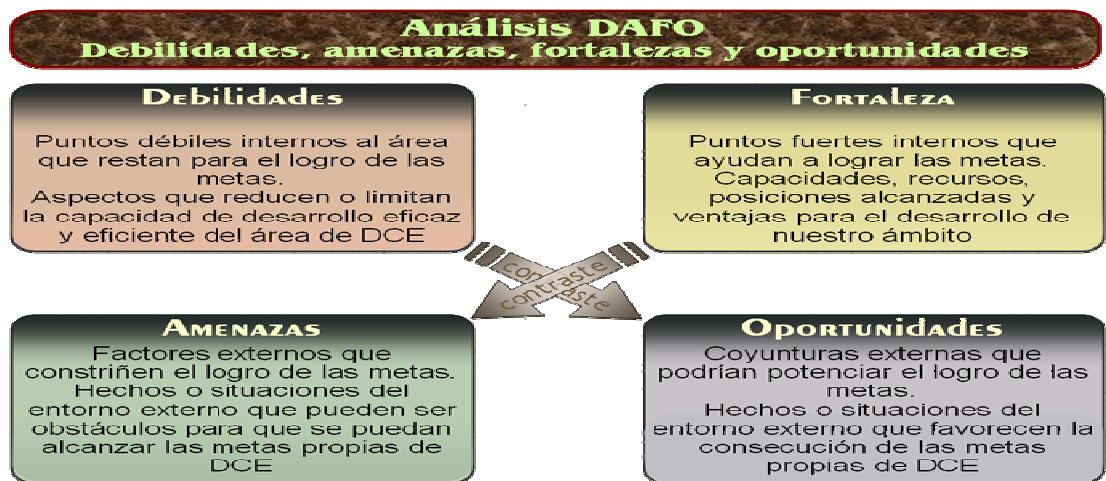 Análisis DAFO
Debilidades, amenazas, fortalezas y oportunidades
Debilidades
Puntos débiles internos al área
que restan para el logro de las
metas.
Aspectos que reducen o limitan
la capacidad de desarrollo eficaz
y eficiente del área de DCE
Fortaleza
Puntos fuertes internos que
ayudan a lograr las metas.
Capacidades, recursos,
posiciones alcanzadas y
ventajas para el desarrollo de
nuestro ámbito
contraste
contraste
Amenazas
Factores externos que
constriñen el logro de las metas.
Hechos o situaciones del
entorno externo que pueden ser
obstáculos para que se puedan
alcanzar las metas propias de
DCE
Oportunidades
Coyunturas externas que
podrían potenciar el logro de las
metas.
Hechos o situaciones del
entorno externo que favorecen la
consecución de las metas
propias de DCE